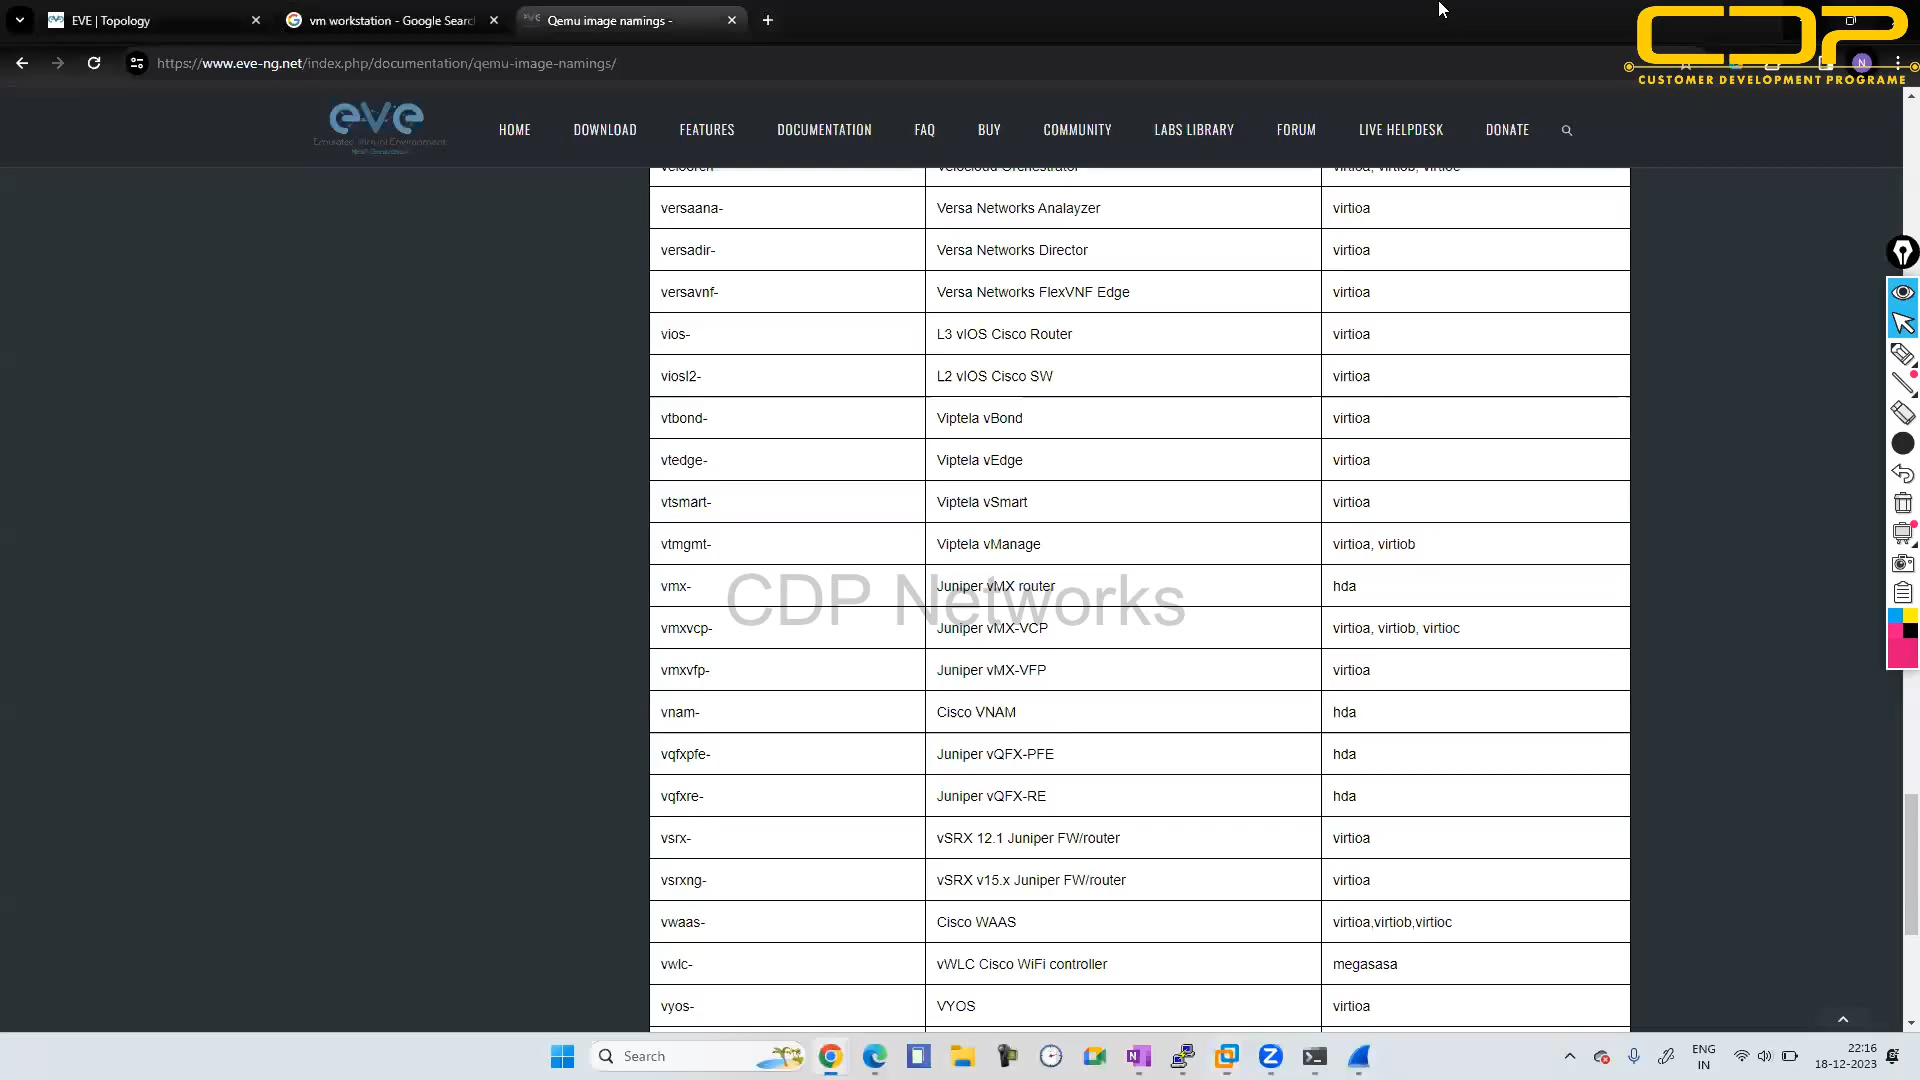 EVE | Topology
vm workstation - Google Searc
Qemu image namings -
https://www.eve-ng.net/index.php/documentation/qemu-image-namings/
N
CDP
CUSTOMER DEVELOPMENT PROGRAME
eve
Emulated Virtual Environment
HOME DOWNLOAD FEATURES DOCUMENTATION FAQ BUY COMMUNITY LABS LIBRARY FORUM LIVE HELPDESK DONATE
versaana- Versa Networks Analayzer virtioa
versadir- Versa Networks Director virtioa
versavnf- Versa Networks FlexVNF Edge virtioa
vios- L3 vIOS Cisco Router virtioa
viosl2- L2 vIOS Cisco SW virtioa
vtbond- Viptela vBond virtioa
vtedge- Viptela vEdge virtioa
vtsmart- Viptela vSmart virtioa
vtmgmt- Viptela vManage virtioa, virtiob
vmx- Juniper vMX router hda
CDP Networks
vmxvcp- Juniper vMX-VCP virtioa, virtiob, virtioc
vmxvfp- Juniper vMX-VFP virtioa
vnam- Cisco VNAM hda
vqfxpfe- Juniper vQFX-PFE hda
vqfxre- Juniper vQFX-RE hda
vsrx- vSRX 12.1 Juniper FW/router virtioa
vsrxng- vSRX v15.x Juniper FW/router virtioa
vwaas- Cisco WAAS virtioa,virtiob,virtioc
vwlc- vWLC Cisco WiFi controller megasasa
vyos- VYOS virtioa
Search
ENG
IN
22:16
18-12-2023